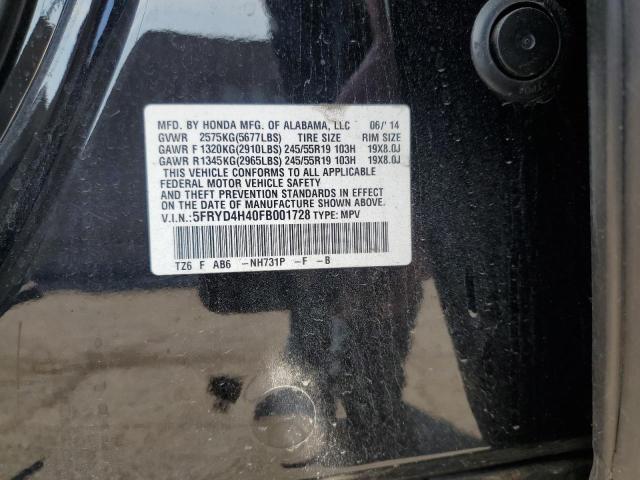 MFD. BY HONDA MFG. OF ALABAMA, LLC 06/'14
GVWR 2575KG(5677LBS) TIRE SIZE RIM SIZE
GAWR F 1320KG(2910LBS) 245/55R19 103H 19X8.0J
GAWR R1345KG(2965LBS) 245/55R19 103H 19X8.0J
THIS VEHICLE CONFORMS TO ALL APPLICABLE
FEDERAL MOTOR VEHICLE SAFETY
AND THEFT PREVENTION STANDARDS IN EFFECT
ON THE DATE OF MANUFACTURE SHOWN ABOVE.
V.I.N.:5FRYD4H40FB001728 TYPE: MPV
TZ6 F AB6 -NH731P -F -B